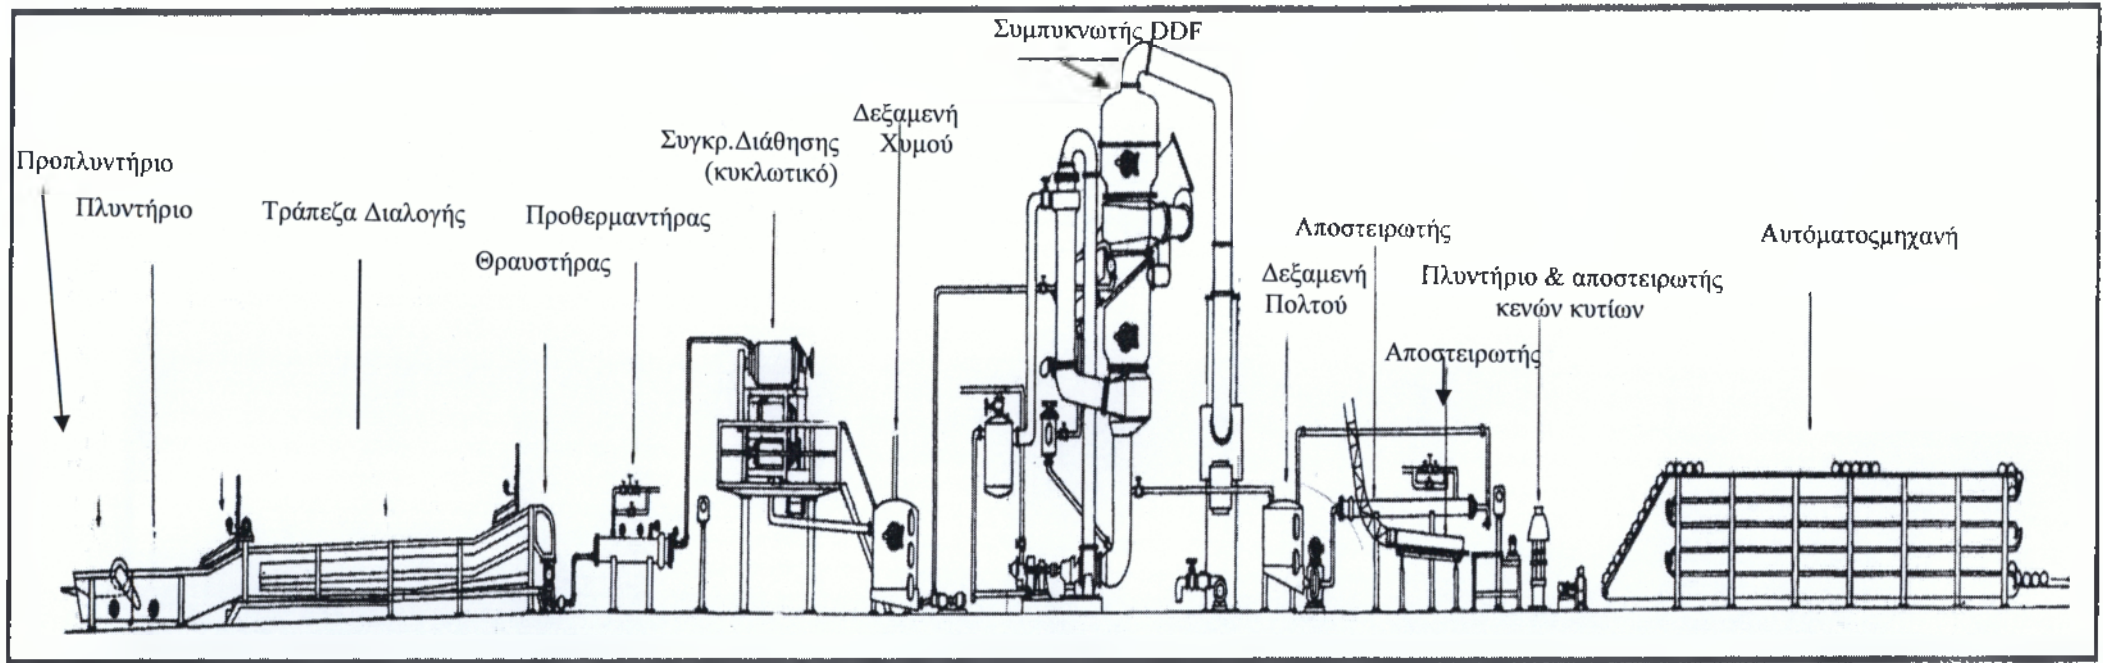 Συμπυκνωτής DDF
Δεξαμενή
Χυμού
Συγκρ.Διάθησης
(κυκλωτικό)
Προπλυντήριο
Πλυντήριο
Τράπεζα Διαλογής
Προθερμαντήρας
Θραυστήρας
Αποστειρωτής
Αυτόματοςμηχανή
Δεξαμενή
Πολτού
Πλυντήριο & αποστειρωτής
κενών κυτίων
Αποστειρωτής